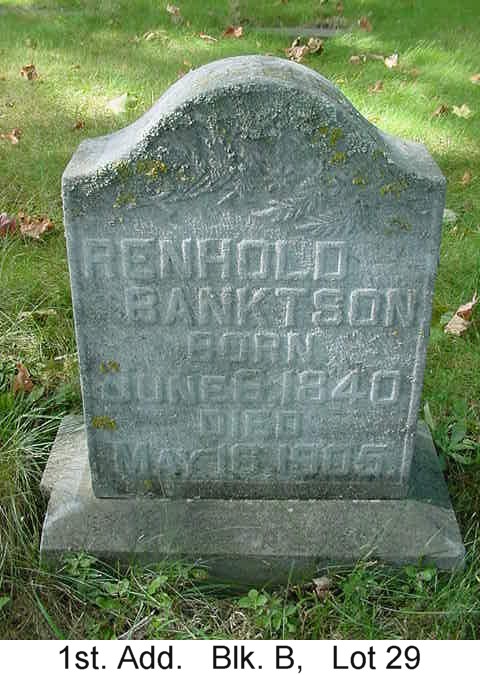 RENHOLD
BANKTSON
BORN
JUNE 6, 1840
DIED
MAY 16, 1905.
1st. Add. Blk. B, Lot 29